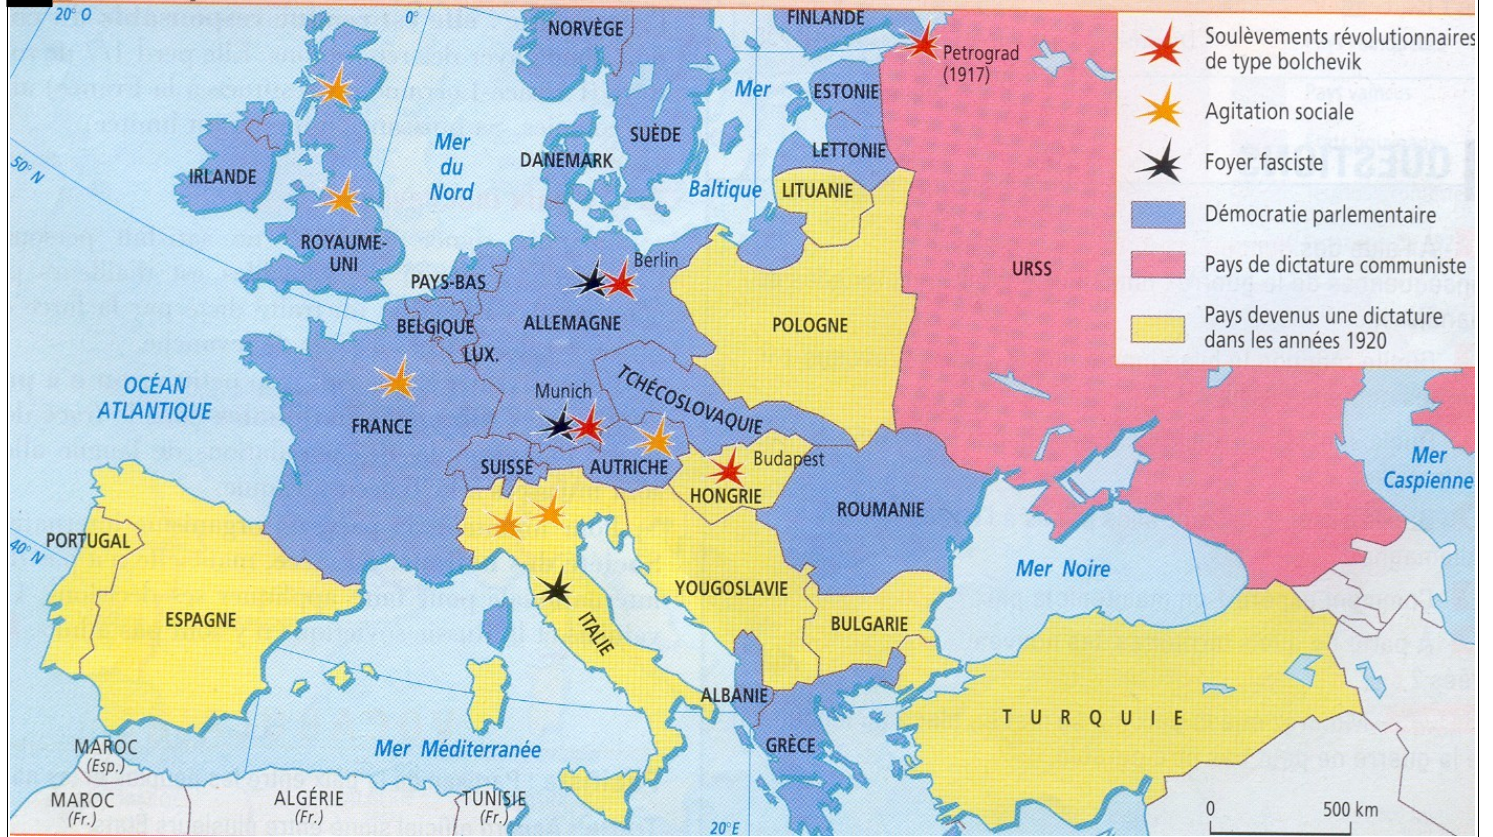 20° O
0°
NORVÈGE
FINLANDE
Petrograd
(1917)
Mer
ESTONIE
SUÈDE
LETTONIE
Mer
du
Nord
DANEMARK
Baltique
LITUANIE
50° N
IRLANDE
ROYAUME-
UNI
PAYS-BAS
Berlin
URSS
BELGIQUE
ALLEMAGNE
POLOGNE
LUX.
OCÉAN
ATLANTIQUE
Munich
TCHÉCOSLOVAQUIE
FRANCE
SUISSE
AUTRICHE
Budapest
HONGRIE
ROUMANIE
Mer
Caspienne
40° N
PORTUGAL
Mer Noire
ESPAGNE
YOUGOSLAVIE
ITALIE
BULGARIE
ALBANIE
TURQUIE
GRÈCE
Mer Méditerranée
MAROC
(Esp.)
MAROC
(Fr.)
ALGÉRIE
(Fr.)
TUNISIE
(Fr.)
20° E
0 500 km
Soulèvements révolutionnaires
de type bolchevik
Agitation sociale
Foyer fasciste
Démocratie parlementaire
Pays de dictature communiste
Pays devenus une dictature
dans les années 1920